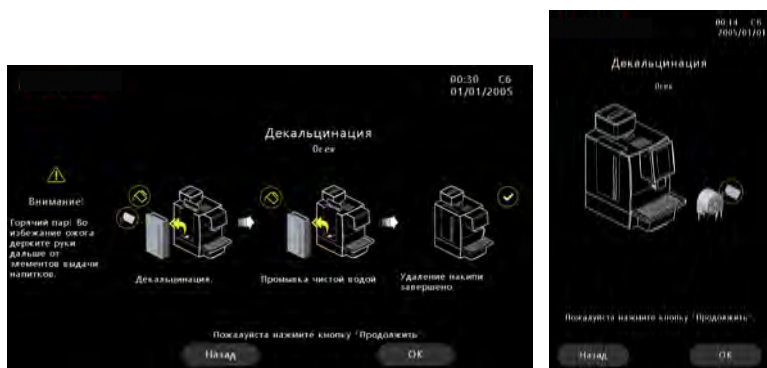 00:30 Сб
01/01/2005
Декальцинация
Внимание!
Горячий пар! Во
избежание ожога
держите руки
дальше от
элементов выдачи
напитков.
Декальцинация.
Промывка чистой водой
Удаление накипи
завершено
Пожалуйста нажмите кнопку "Продолжить".
Назад
OK
00:14 Сб
2005/01/01
Декальцинация
Пожалуйста нажмите кнопку "Продолжить".
Назад
OK